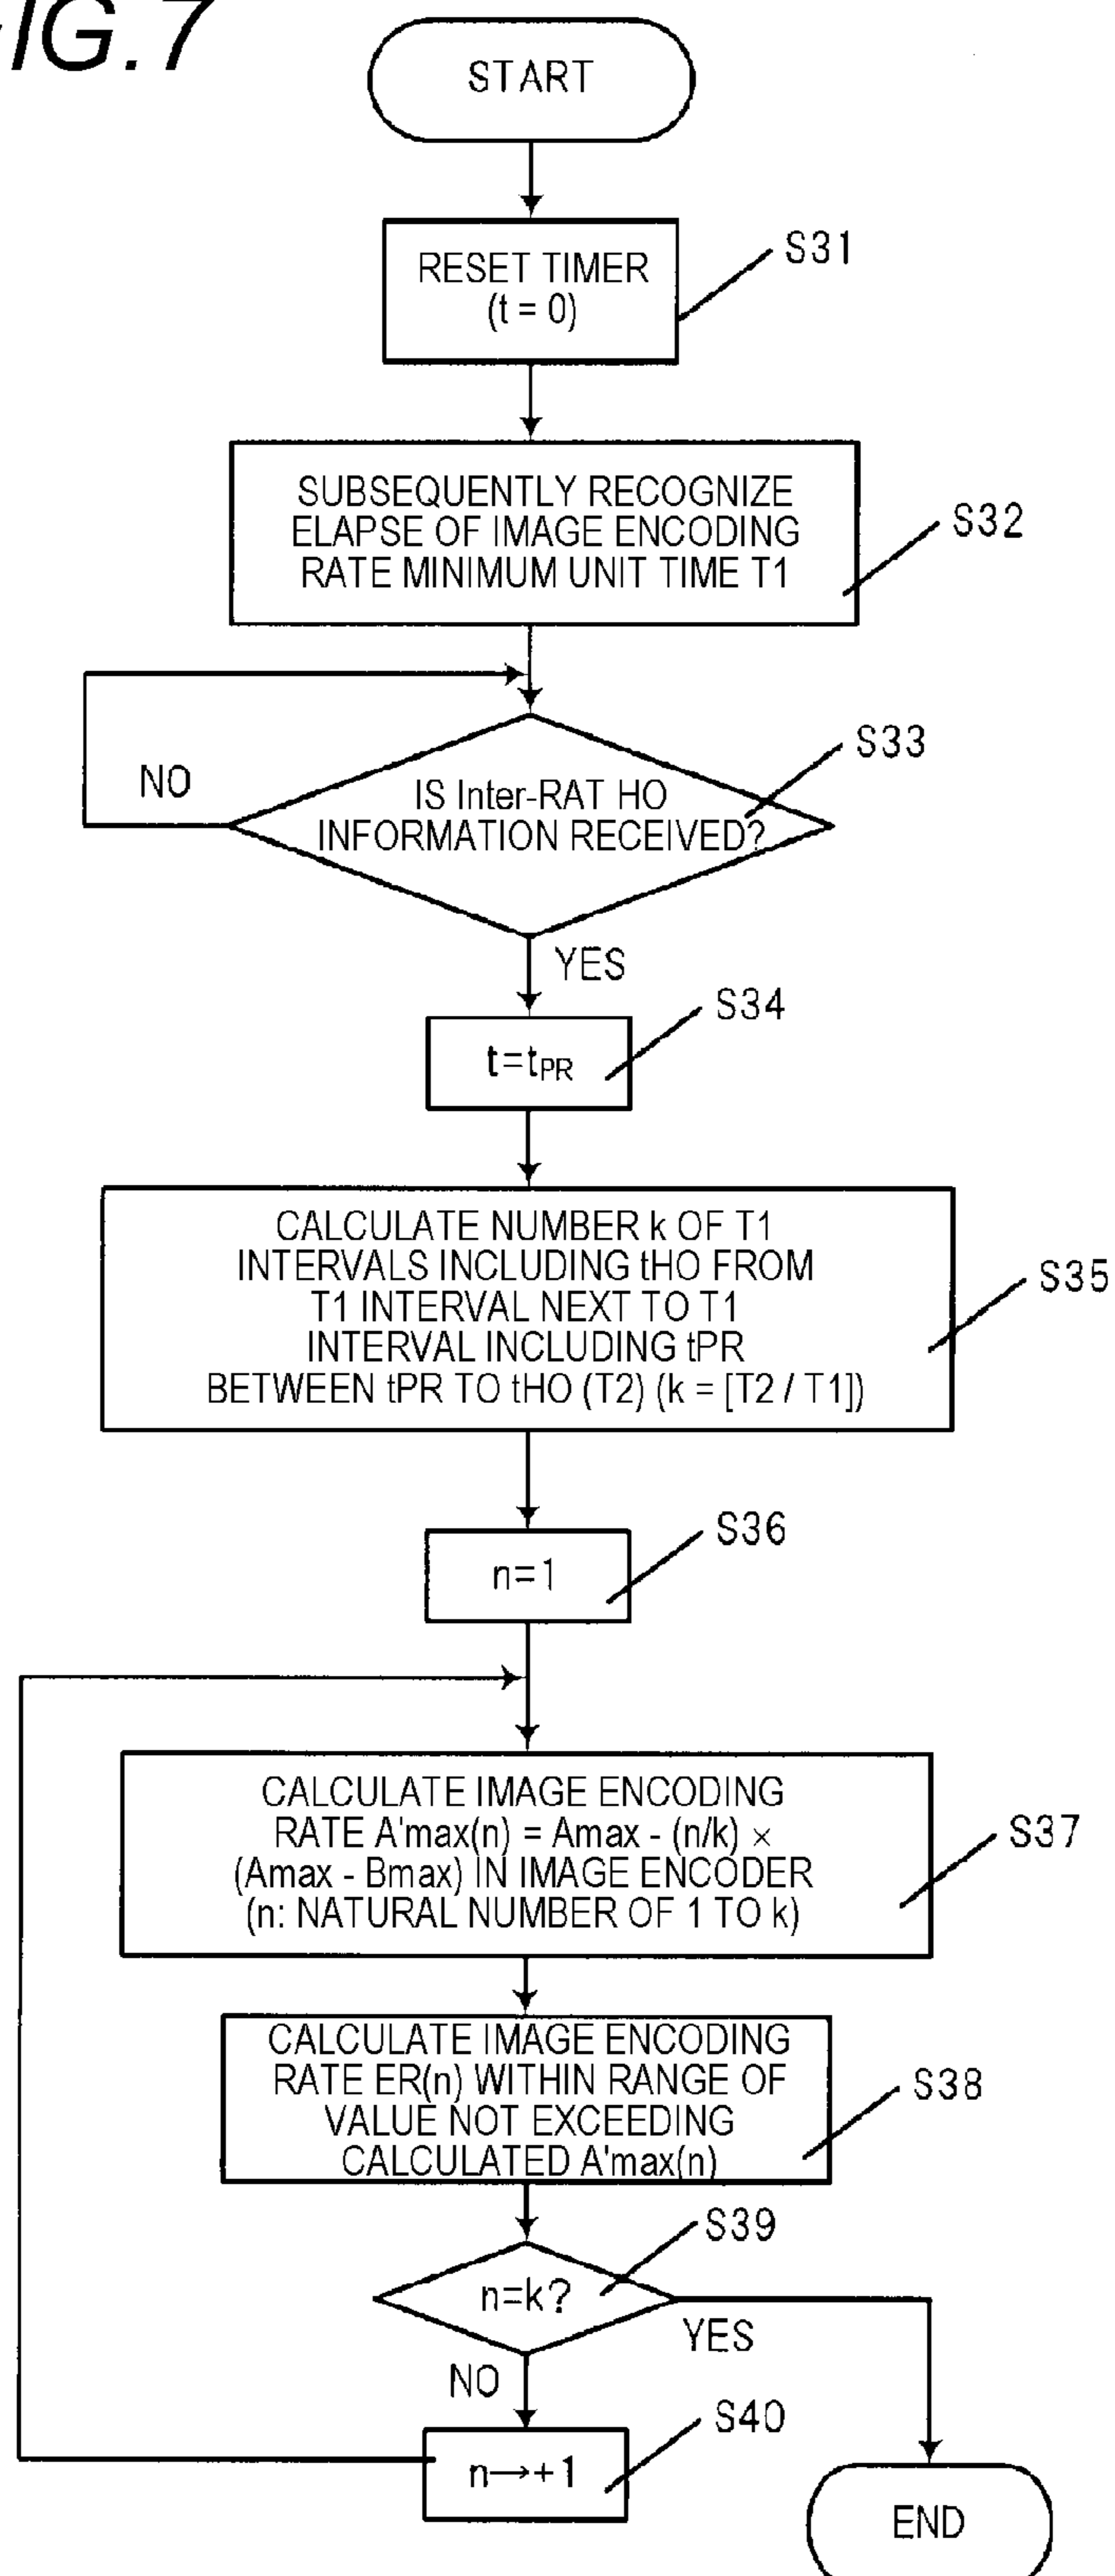 FIG.7
START
RESET TIMER
(t = 0)
S31
SUBSEQUENTLY RECOGNIZE
ELAPSE OF IMAGE ENCODING
RATE MINIMUM UNIT TIME T1
S32
IS Inter-RAT HO
INFORMATION RECEIVED?
S33
NO
YES
t=tPR
S34
CALCULATE NUMBER k OF T1
INTERVALS INCLUDING tHO FROM
T1 INTERVAL NEXT TO T1
INTERVAL INCLUDING tPR
BETWEEN tPR TO tHO (T2) (k = [T2 / T1])
S35
n=1
S36
CALCULATE IMAGE ENCODING
RATE A'max(n) = Amax - (n/k) ×
(Amax - Bmax) IN IMAGE ENCODER
(n: NATURAL NUMBER OF 1 TO k)
S37
CALCULATE IMAGE ENCODING
RATE ER(n) WITHIN RANGE OF
VALUE NOT EXCEEDING
CALCULATED A'max(n)
S38
n=k?
S39
YES
NO
n→+1
S40
END